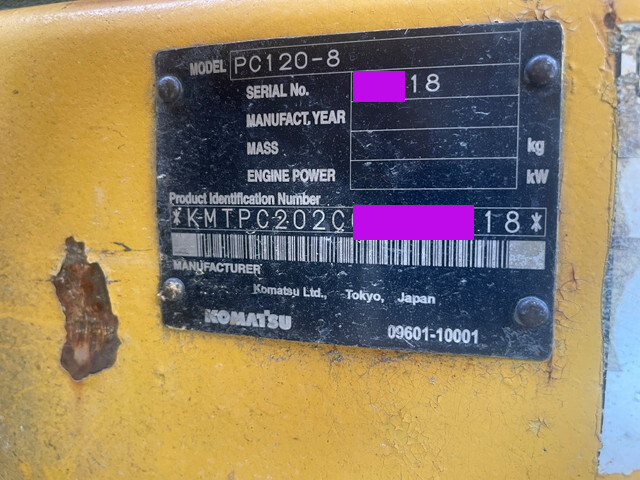 MODEL PC120-8
SERIAL No. 18
MANUFACT, YEAR
MASS kg
ENGINE POWER kW
Product Identification Number
*KMTPC202C 18*
MANUFACTURER
Komatsu Ltd., Tokyo, Japan
KOMATSU 09601-10001